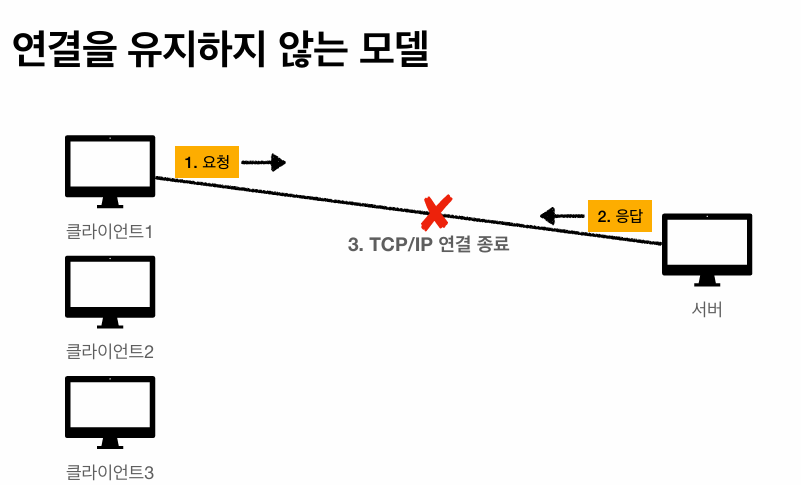 연결을 유지하지 않는 모델
1. 요청
클라이언트1
2. 응답
3. TCP/IP 연결 종료
서버
클라이언트2
클라이언트3